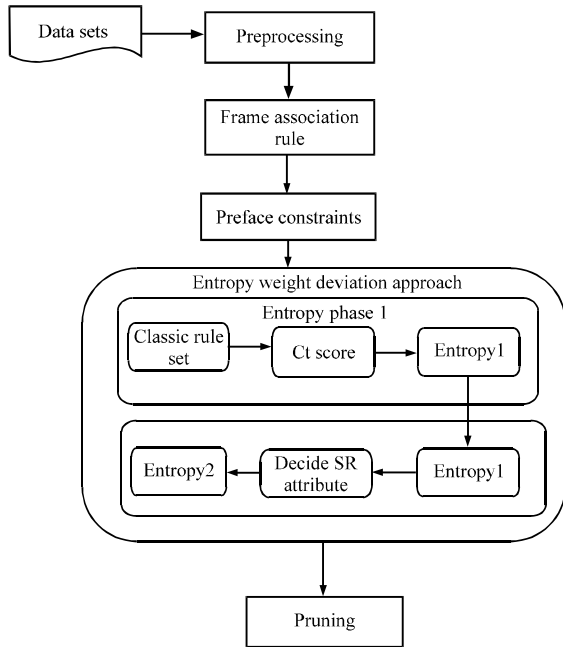 Data sets
Preprocessing
Frame association
rule
Preface constraints
Entropy weight deviation approach
Entropy phase 1
Classic rule
set
Ct score
Entropy1
Entropy2
Decide SR
attribute
Entropy1
Pruning